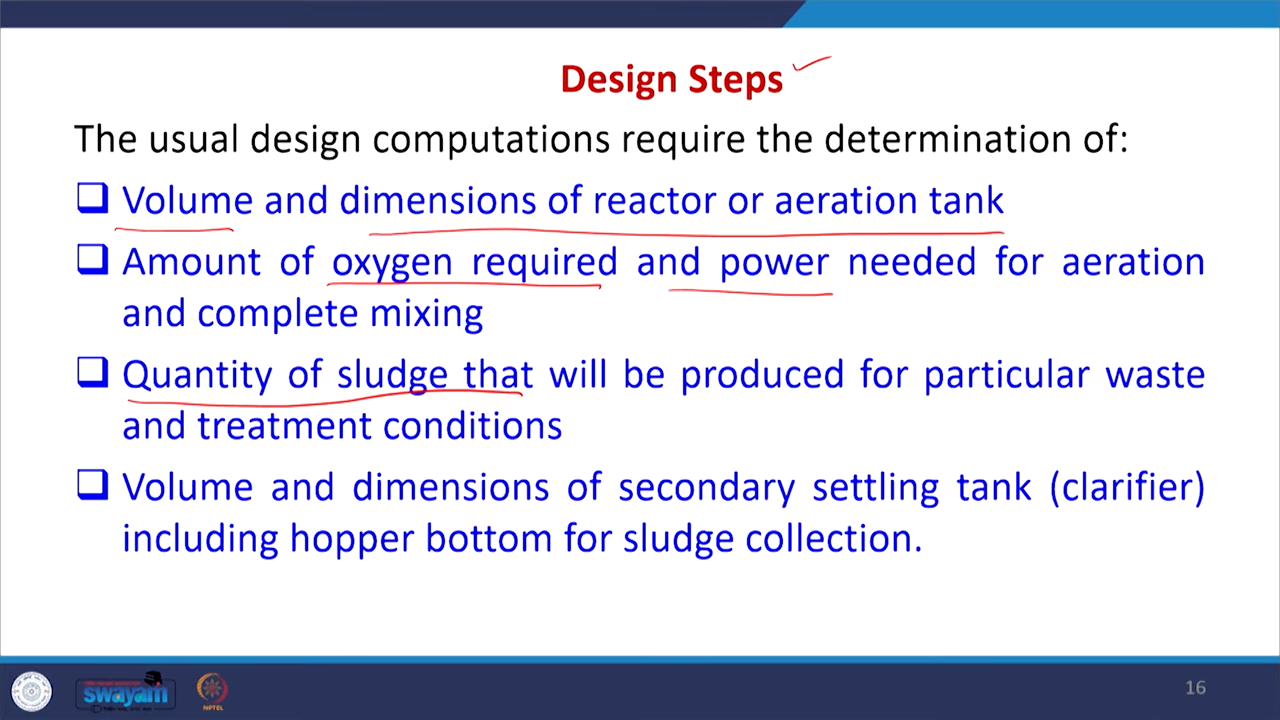 Design Steps
The usual design computations require the determination of:
Volume and dimensions of reactor or aeration tank
Amount of oxygen required and power needed for aeration
and complete mixing
Quantity of sludge that will be produced for particular waste
and treatment conditions
Volume and dimensions of secondary settling tank (clarifier)
including hopper bottom for sludge collection.
swayam
NPTEL
16